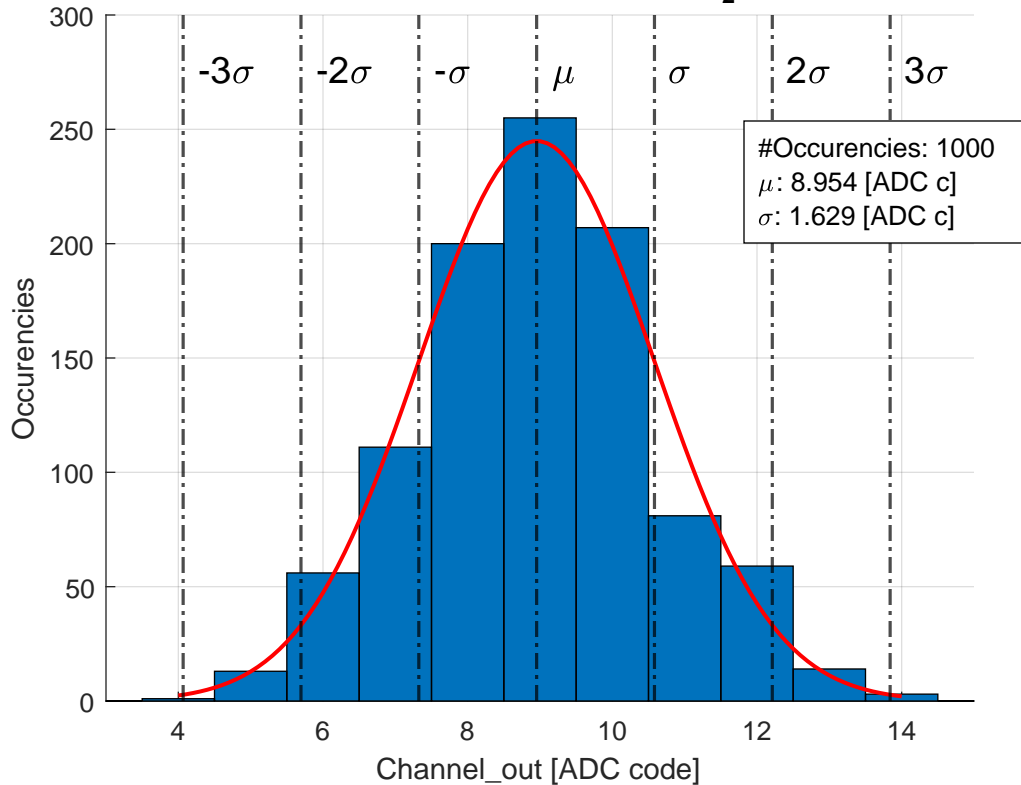 300
-3σ -2σ -σ μ σ 2σ 3σ
250
#Occurencies: 1000
μ: 8.954 [ADC c]
σ: 1.629 [ADC c]
200
150
100
50
0
Occurencies
4 6 8 10 12 14
Channel_out [ADC code]